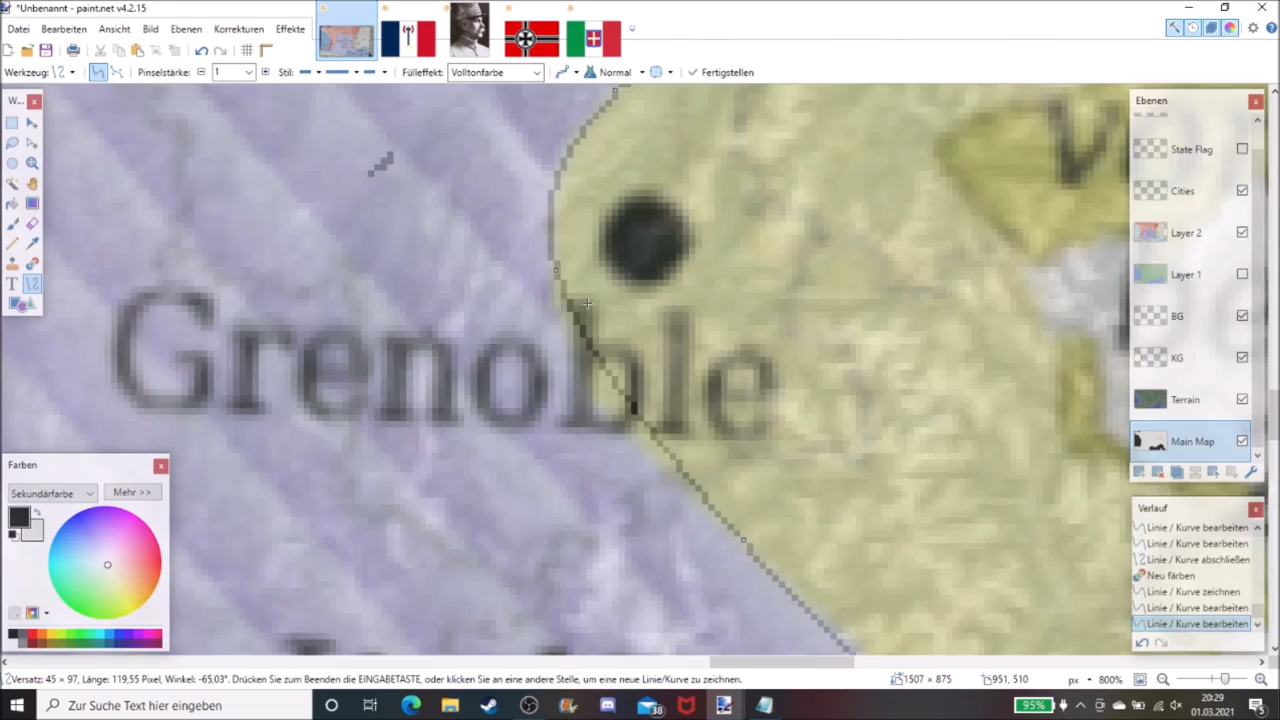 *Unbenannt - paint.net v4.2.15
Datei Bearbeiten Ansicht Bild Ebenen Korrekturen Effekte
Werkzeug: Pinselstärke: 1 Stil: Fülleffekt: Volltonfarbe Normal Fertigstellen
W...
Ebenen
State Flag
Cities
Layer 2
Layer 1
BG
KG
Terrain
Main Map
Grenoble
Farben
Sekundärfarbe Mehr >>
Verlauf
Linie / Kurve bearbeiten
Linie / Kurve bearbeiten
Linie / Kurve abschließen
Neu färben
Linie / Kurve zeichnen
Linie / Kurve bearbeiten
Linie / Kurve bearbeiten
Versatz: 45 × 97, Länge: 119,55 Pixel, Winkel: -65,03°. Drücken Sie zum Beenden die EINGABETASTE, oder klicken Sie an eine andere Stelle, um eine neue Linie/Kurve zu zeichnen. 1507 × 875 951, 510 px 800%
Zur Suche Text hier eingeben 38 95% 20:29
01.03.2021 5